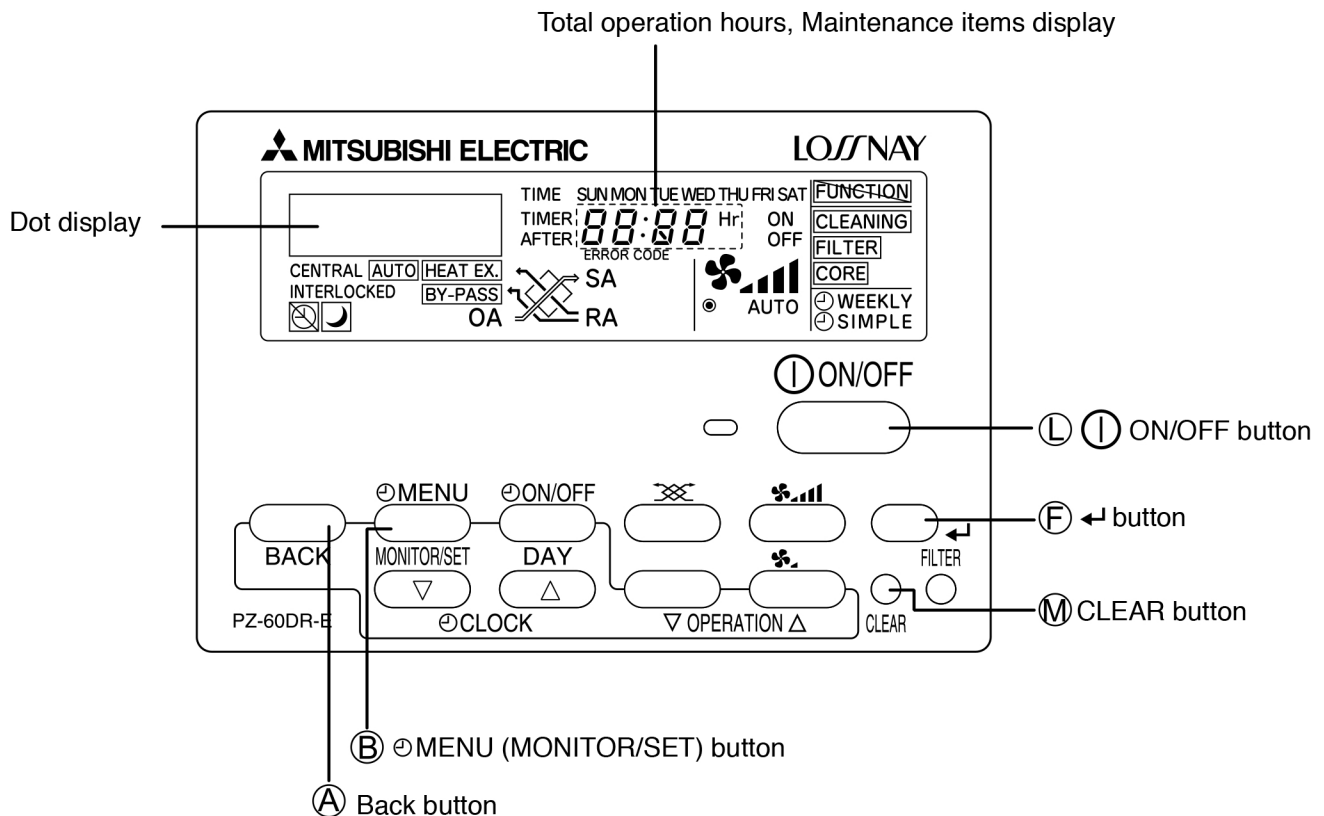 Total operation hours, Maintenance items display
MITSUBISHI ELECTRIC
LOSSNAY
Dot display
TIME SUN MON TUE WED THU FRI SAT
TIMER
AFTER
88:88 Hr
ON
OFF
ERROR CODE
FUNCTION
CLEANING
FILTER
CORE
CENTRAL AUTO HEAT EX.
INTERLOCKED BY-PASS
SA
OA RA
AUTO
WEEKLY
SIMPLE
ON/OFF
Ⓛ ON/OFF button
MENU
ON/OFF
Ⓕ ↵ button
BACK
MONITOR/SET
DAY
↵
FILTER
▽
△
PZ-60DR-E
CLOCK
▽ OPERATION △
CLEAR
Ⓜ CLEAR button
Ⓑ MENU (MONITOR/SET) button
Ⓐ Back button